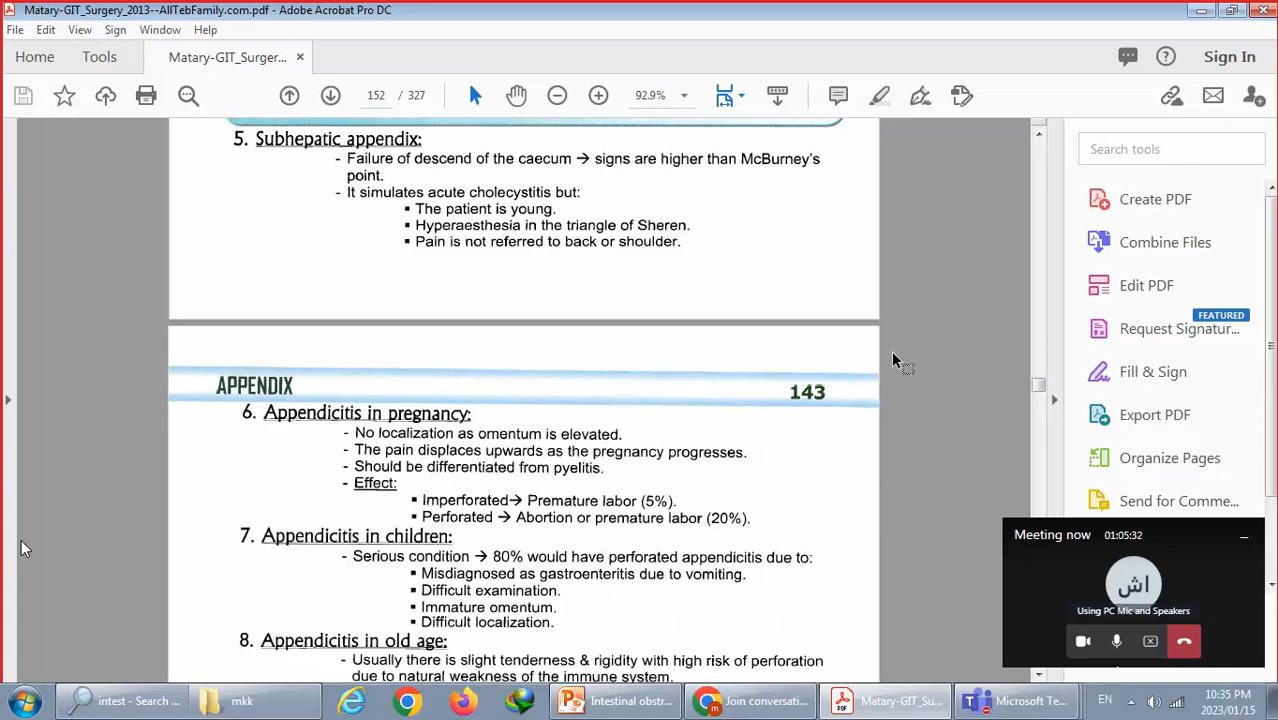 Matary-GIT_Surgery_2013--AllTebFamily.com.pdf - Adobe Acrobat Pro DC
File Edit View Sign Window Help
Home Tools Matary-GIT_Surger... × Sign In
152 / 327 92.9%
5. Subhepatic appendix:
- Failure of descend of the caecum → signs are higher than McBurney's
point.
- It simulates acute cholecystitis but:
▪ The patient is young.
▪ Hyperaesthesia in the triangle of Sheren.
▪ Pain is not referred to back or shoulder.
APPENDIX 143
6. Appendicitis in pregnancy:
- No localization as omentum is elevated.
- The pain displaces upwards as the pregnancy progresses.
- Should be differentiated from pyelitis.
- Effect:
▪ Imperforated→ Premature labor (5%).
▪ Perforated → Abortion or premature labor (20%).
7. Appendicitis in children:
- Serious condition → 80% would have perforated appendicitis due to:
▪ Misdiagnosed as gastroenteritis due to vomiting.
▪ Difficult examination.
▪ Immature omentum.
▪ Difficult localization.
8. Appendicitis in old age:
- Usually there is slight tenderness & rigidity with high risk of perforation
due to natural weakness of the immune system.
Search tools
Create PDF
Combine Files
Edit PDF
FEATURED
Request Signatur...
Fill & Sign
Export PDF
Organize Pages
Send for Comme...
Meeting now 01:05:32
اش
Using PC Mic and Speakers
intest - Search ... mkk Intestinal obstr... Join conversati... Matary-GIT_Su... Microsoft Te... EN 10:35 PM
2023/01/15